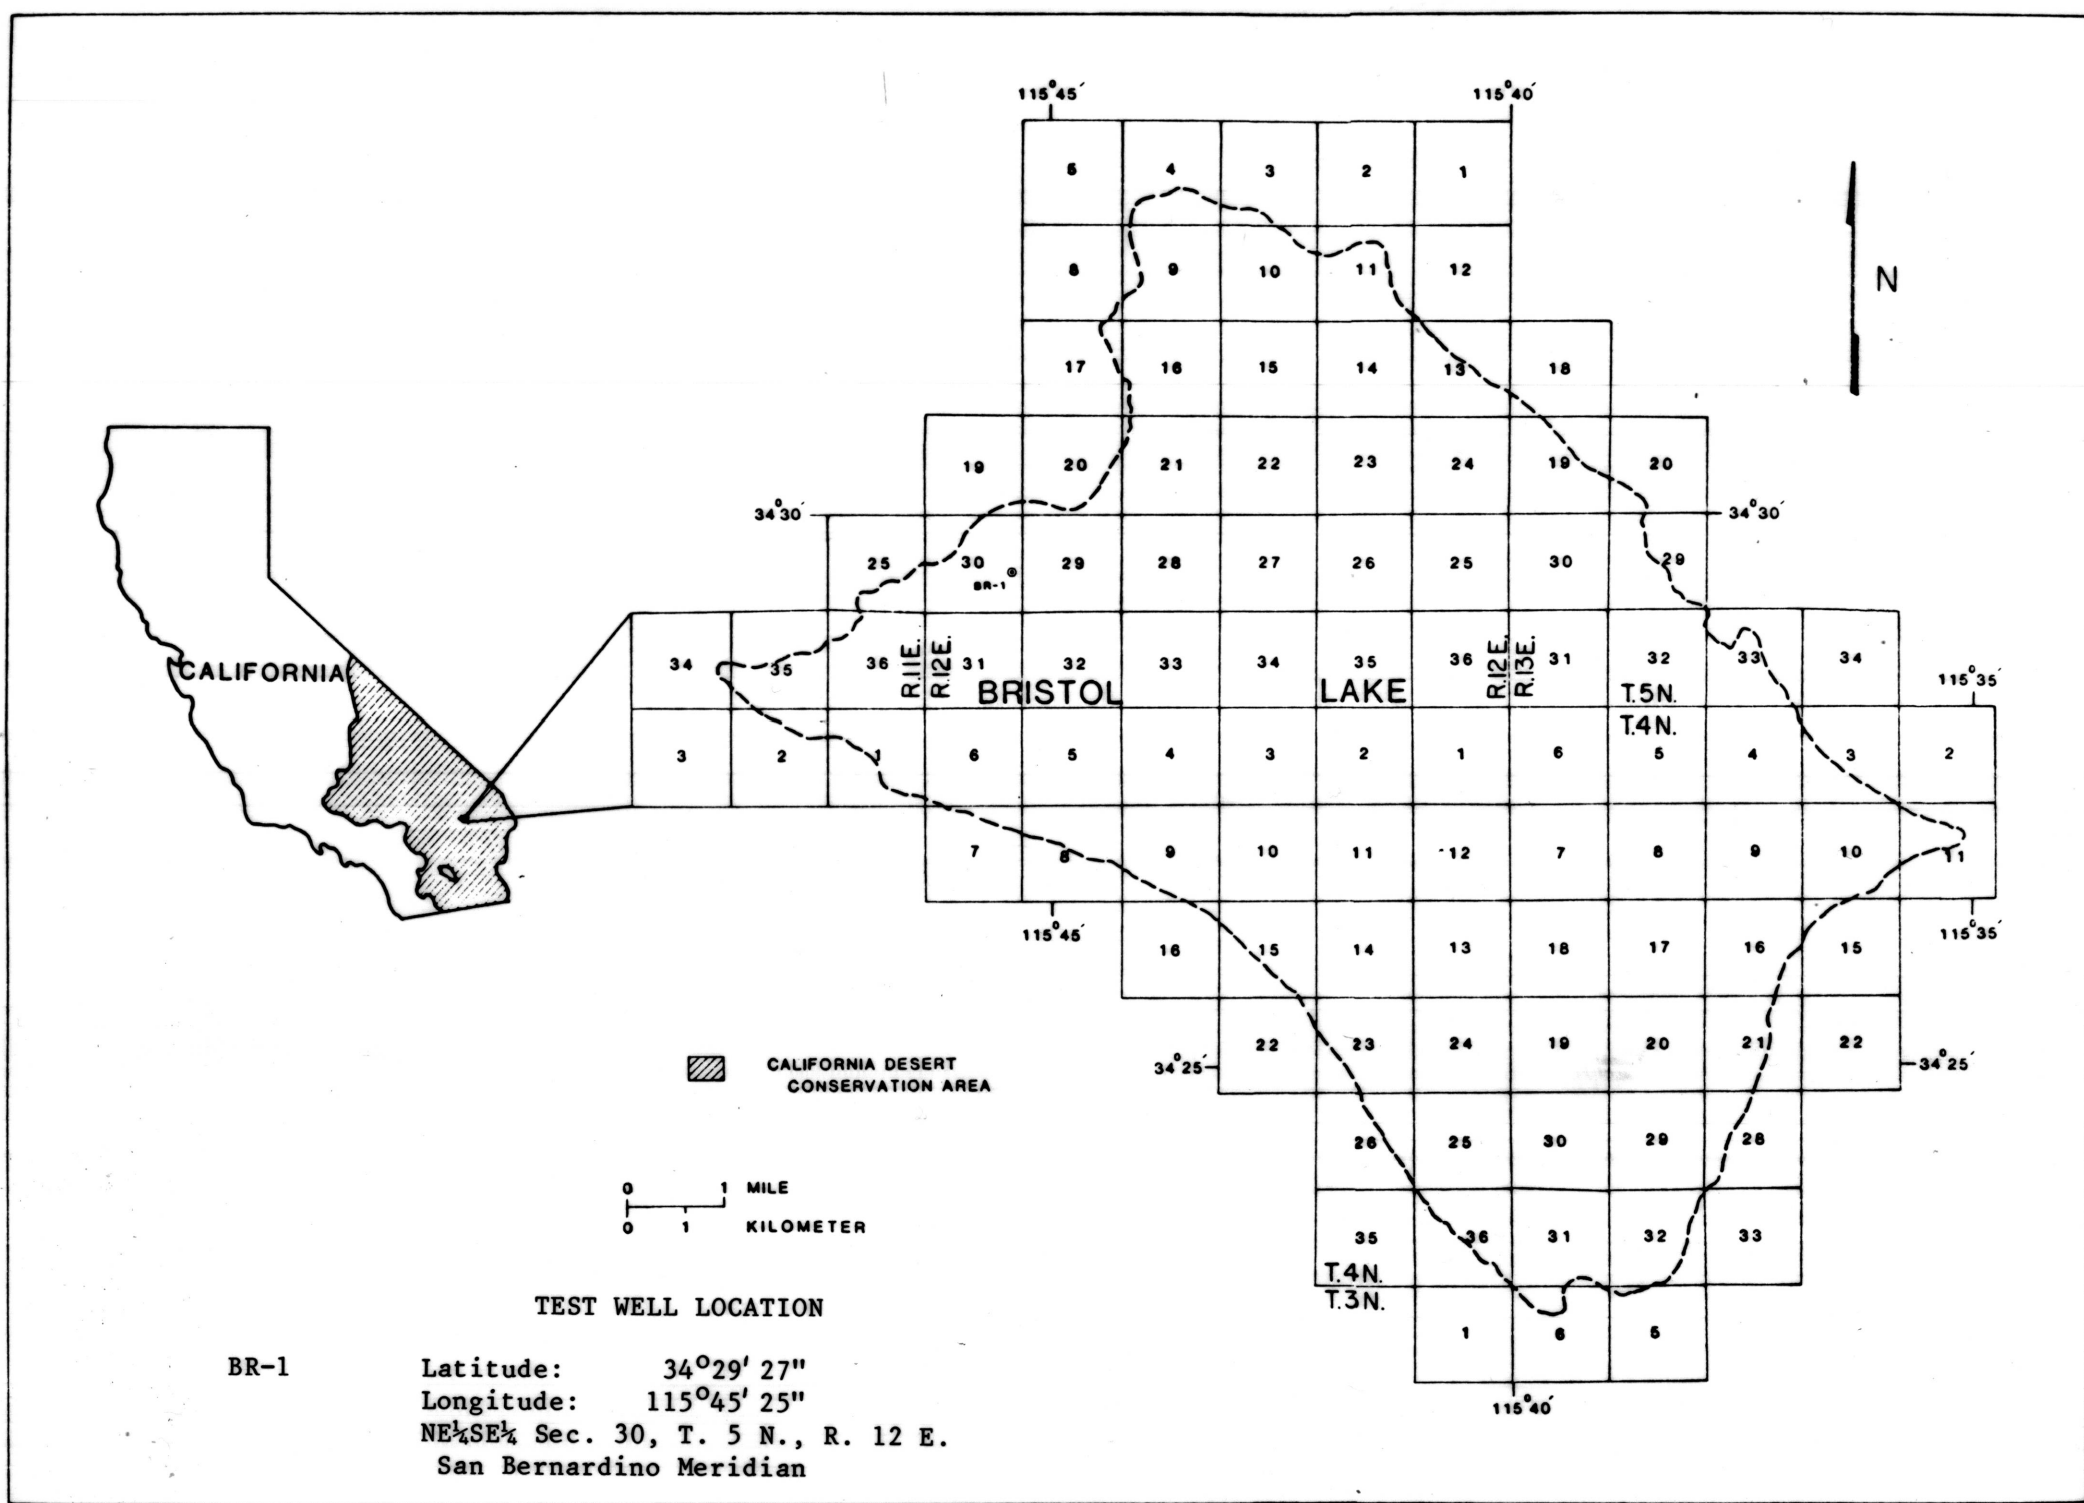 115°45′ 115°40′
5 4 3 2 1
8 9 10 11 12
N
17 16 15 14 13 18
19 20 21 22 23 24 19 20
34°30′ 34°30′
25 30 29 28 27 26 25 30 29
BR-1
34 35 36 R.11E. R.12E. 31 32 33 34 35 36 R.12E. R.13E. 31 32 33 34
CALIFORNIA
115°35′
BRISTOL LAKE T.5N.
T.4N.
3 2 1 6 5 4 3 2 1 6 5 4 3 2
7 8 9 10 11 12 7 8 9 10 11
115°45′ 115°35′
16 15 14 13 18 17 16 15
22 23 24 19 20 21 22
34°25′ 34°25′
CALIFORNIA DESERT
CONSERVATION AREA
26 25 30 29 28
0 1 MILE
0 1 KILOMETER
35 36 31 32 33
T.4N.
T.3N.
1 6 5
115°40′
TEST WELL LOCATION
BR-1 Latitude: 34°29′ 27"
Longitude: 115°45′ 25"
NE¼SE¼ Sec. 30, T. 5 N., R. 12 E.
San Bernardino Meridian